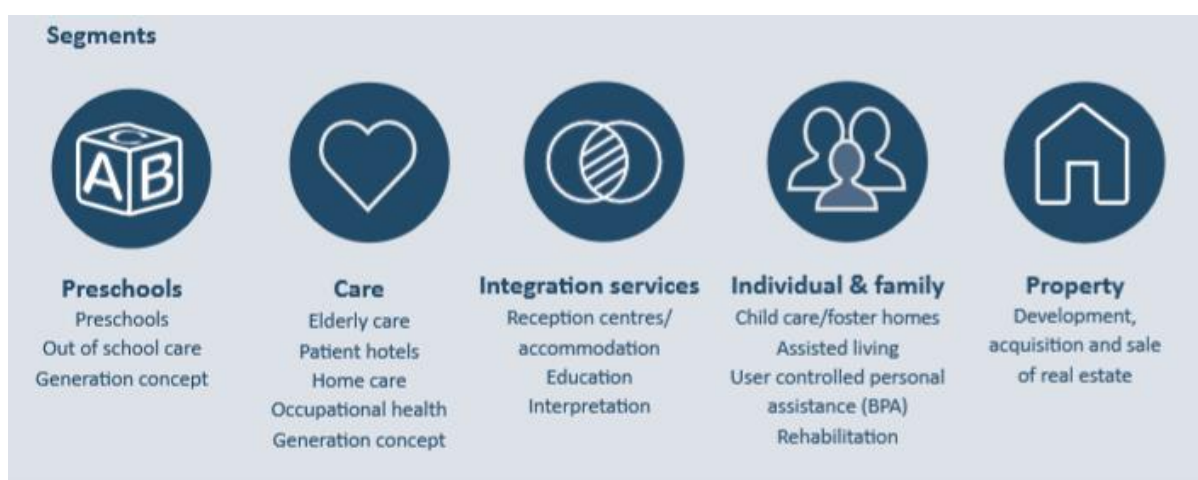 Segments
C
A B
Preschools
Preschools
Out of school care
Generation concept
Care
Elderly care
Patient hotels
Home care
Occupational health
Generation concept
Integration services
Reception centres/
accommodation
Education
Interpretation
Individual & family
Child care/foster homes
Assisted living
User controlled personal
assistance (BPA)
Rehabilitation
Property
Development,
acquisition and sale
of real estate